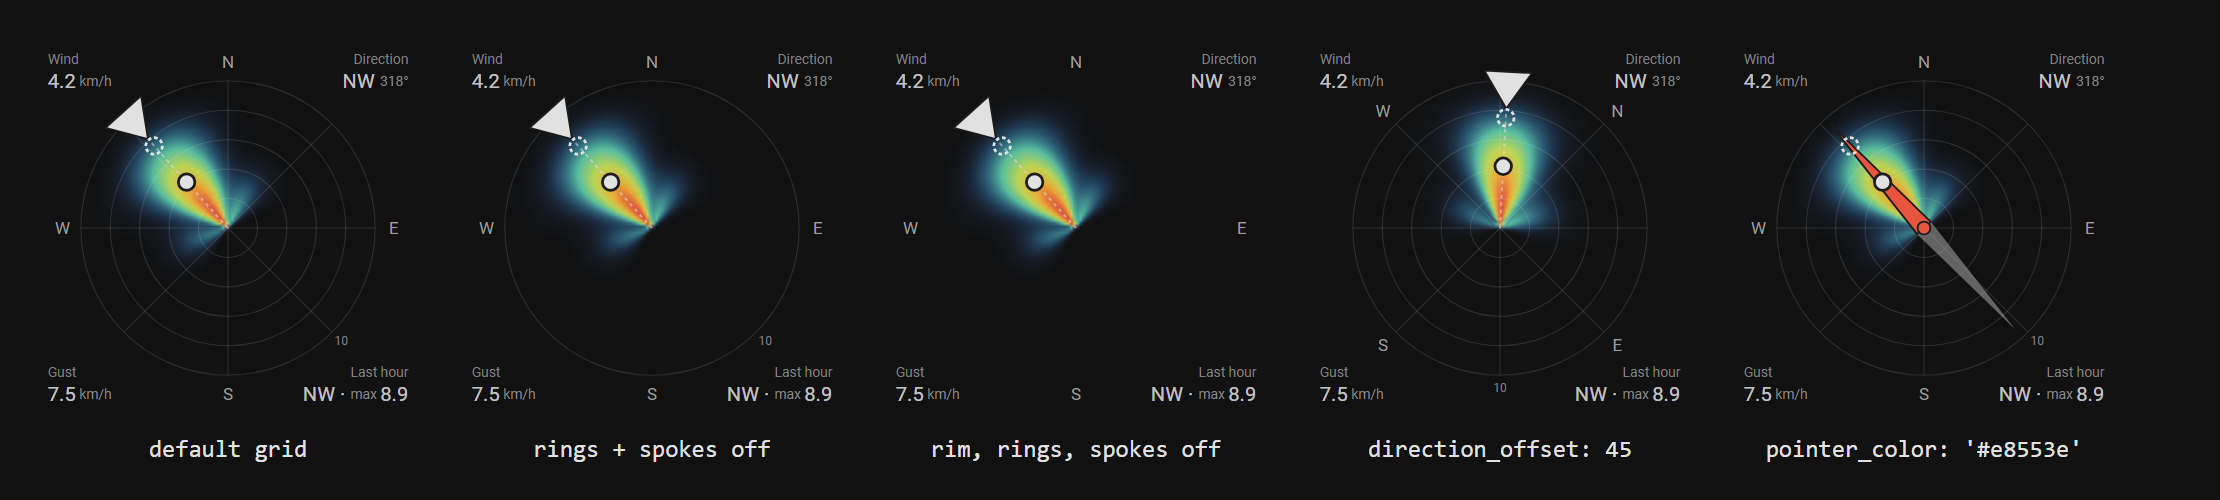 Wind
4.2 km/h
N
Direction
NW 318°
W
E
10
Gust
7.5 km/h
S
Last hour
NW · max 8.9
default grid
Wind
4.2 km/h
N
Direction
NW 318°
W
E
10
Gust
7.5 km/h
S
Last hour
NW · max 8.9
rings + spokes off
Wind
4.2 km/h
N
Direction
NW 318°
W
E
Gust
7.5 km/h
S
Last hour
NW · max 8.9
rim, rings, spokes off
Wind
4.2 km/h
Direction
NW 318°
W
N
S
E
Gust
7.5 km/h
10
Last hour
NW · max 8.9
direction_offset: 45
Wind
4.2 km/h
N
Direction
NW 318°
W
E
10
Gust
7.5 km/h
S
Last hour
NW · max 8.9
pointer_color: '#e8553e'